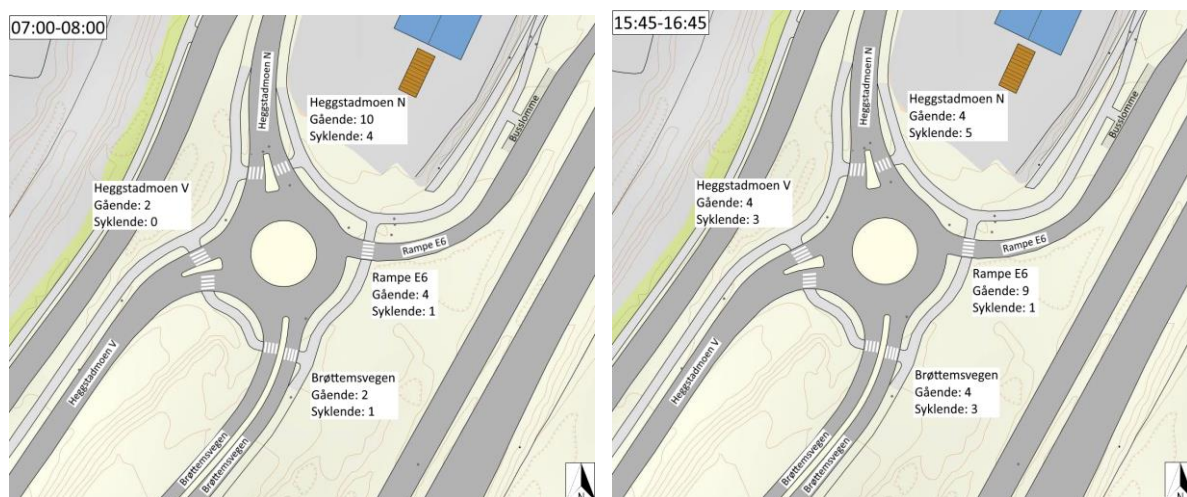 07:00-08:00
Heggstadmoen N
Heggstadmoen N
Gående: 10
Syklende: 4
Busslomme
Heggstadmoen V
Gående: 2
Syklende: 0
Rampe E6
Rampe E6
Gående: 4
Syklende: 1
Heggstadmoen V
Brøttemsvegen
Gående: 2
Syklende: 1
Brøttemsvegen
Brøttemsvegen
N
15:45-16:45
Heggstadmoen N
Heggstadmoen N
Gående: 4
Syklende: 5
Busslomme
Heggstadmoen V
Gående: 4
Syklende: 3
Rampe E6
Rampe E6
Gående: 9
Syklende: 1
Heggstadmoen V
Brøttemsvegen
Gående: 4
Syklende: 3
Brøttemsvegen
Brøttemsvegen
N